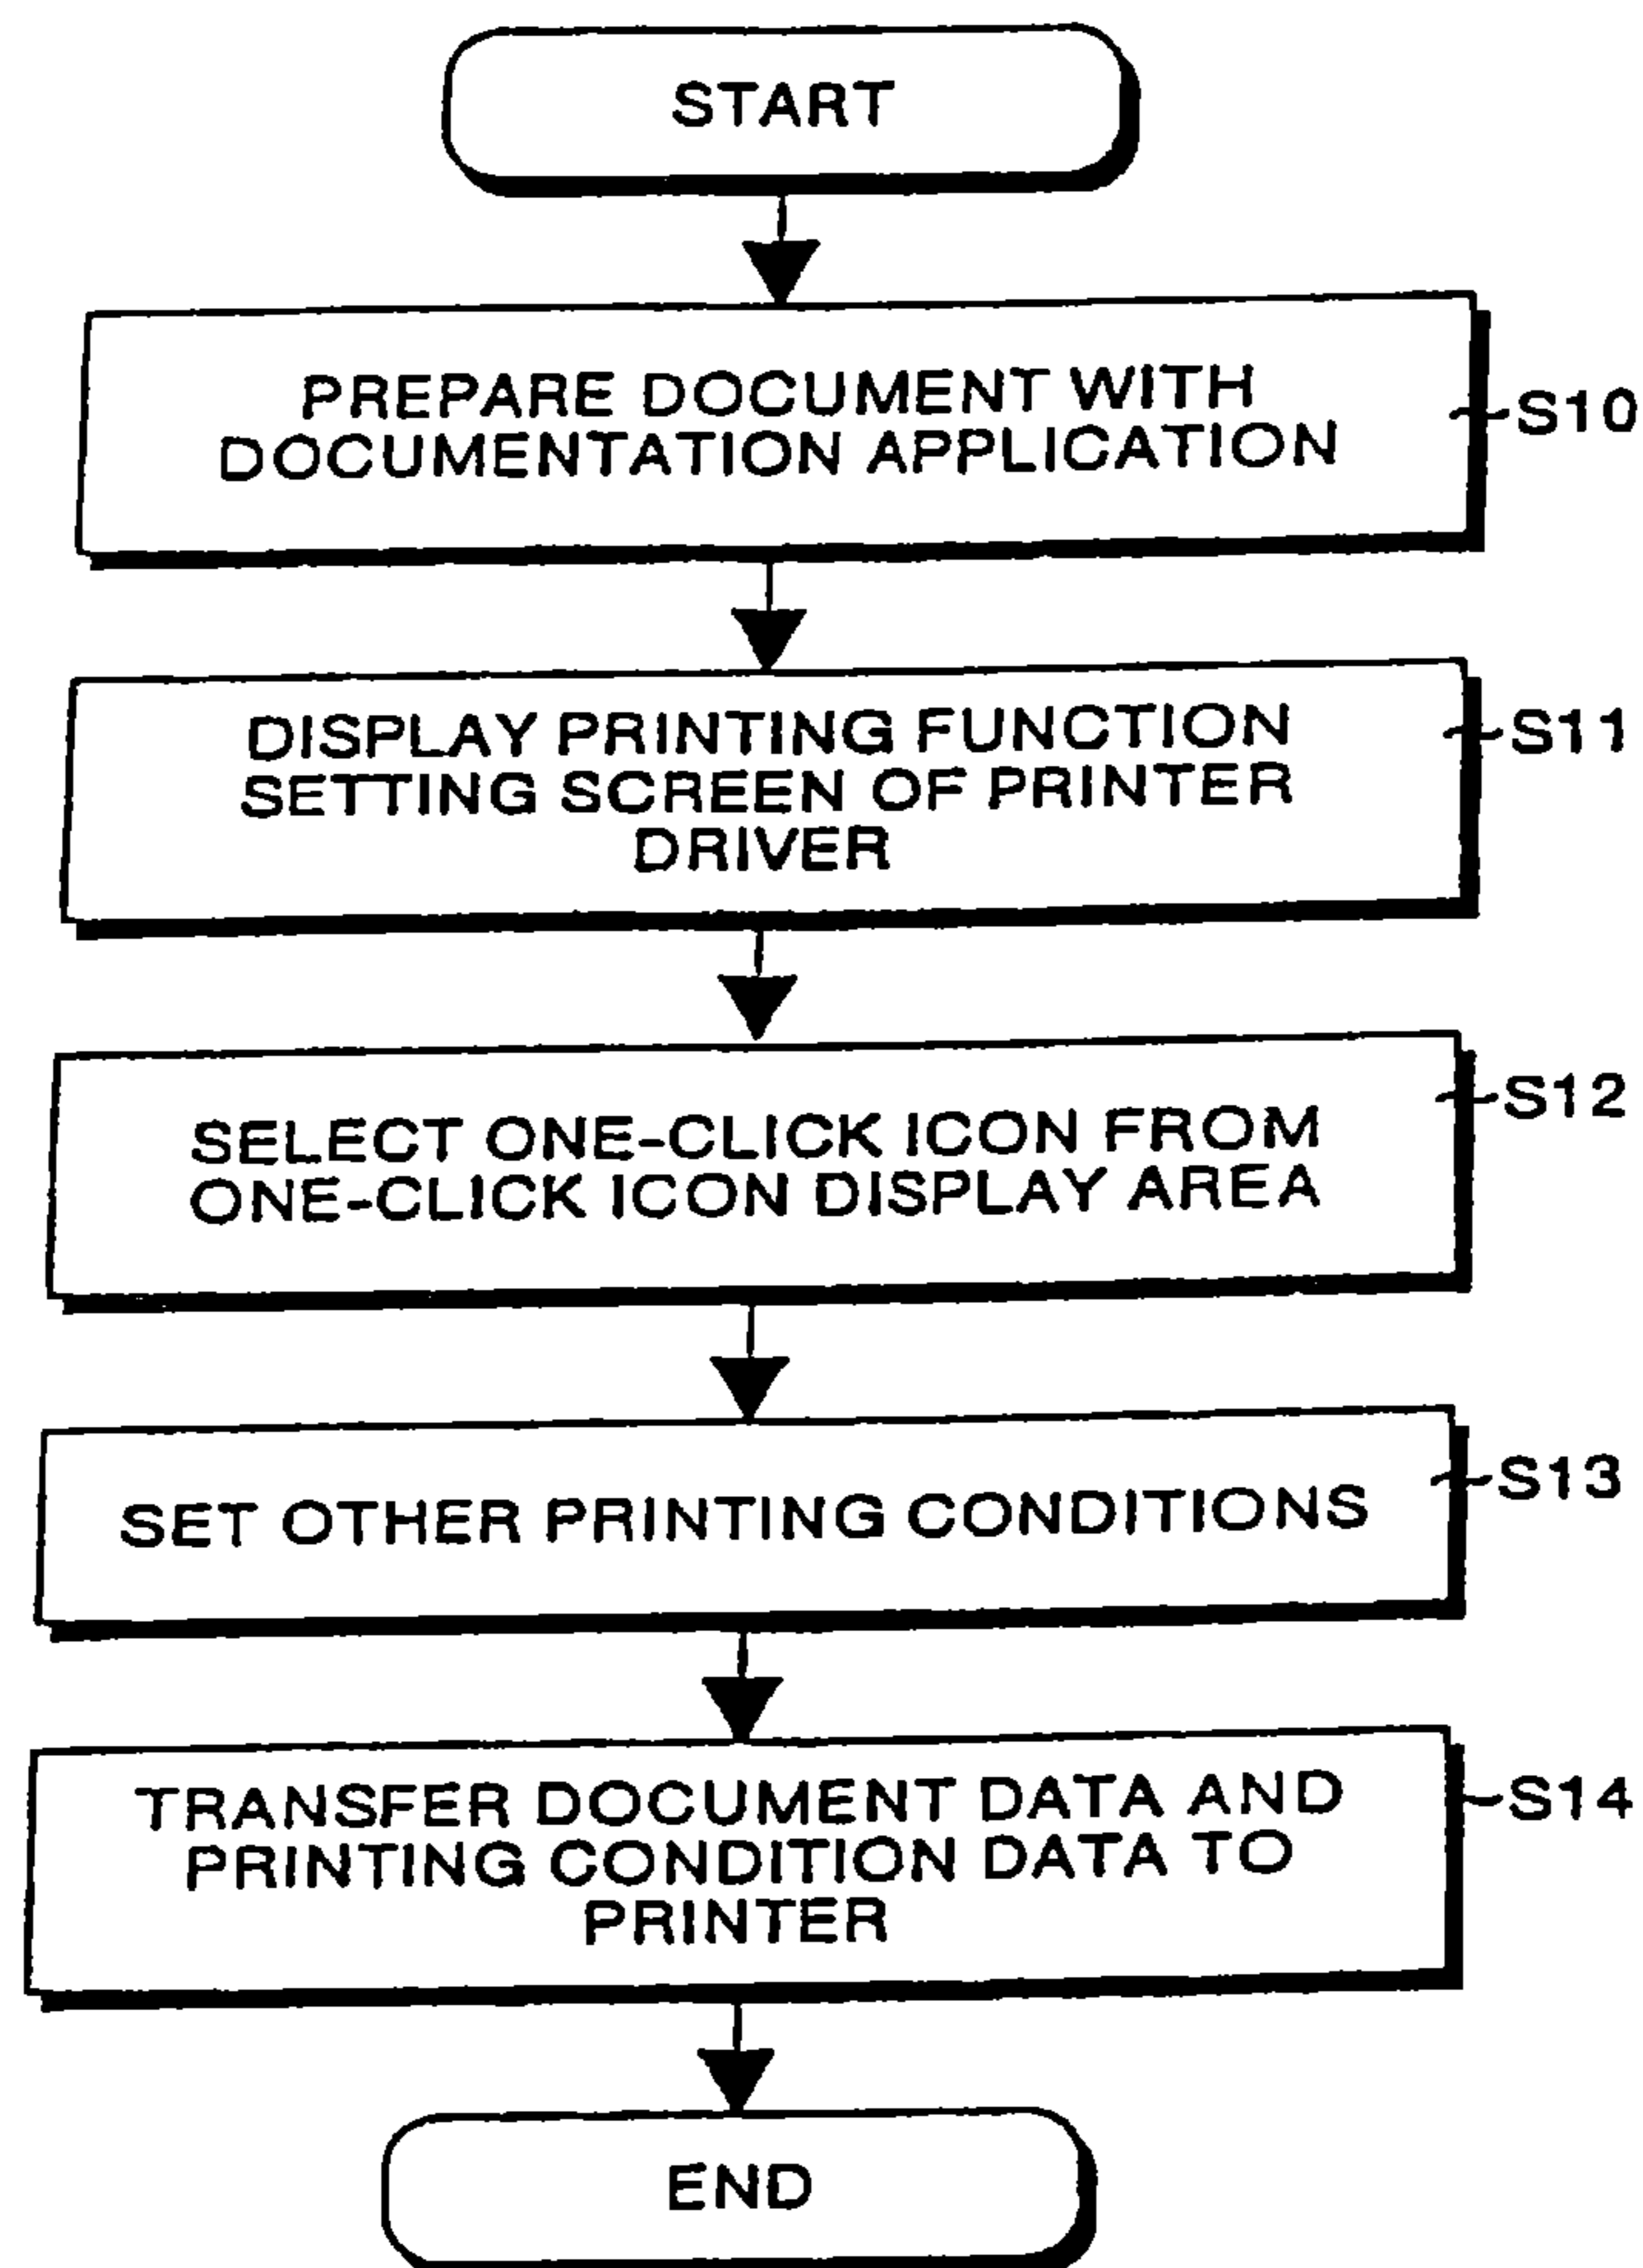 START
PREPARE DOCUMENT WITH
DOCUMENTATION APPLICATION
S10
DISPLAY PRINTING FUNCTION
SETTING SCREEN OF PRINTER
DRIVER
S11
SELECT ONE-CLICK ICON FROM
ONE-CLICK ICON DISPLAY AREA
S12
SET OTHER PRINTING CONDITIONS
S13
TRANSFER DOCUMENT DATA AND
PRINTING CONDITION DATA TO
PRINTER
S14
END